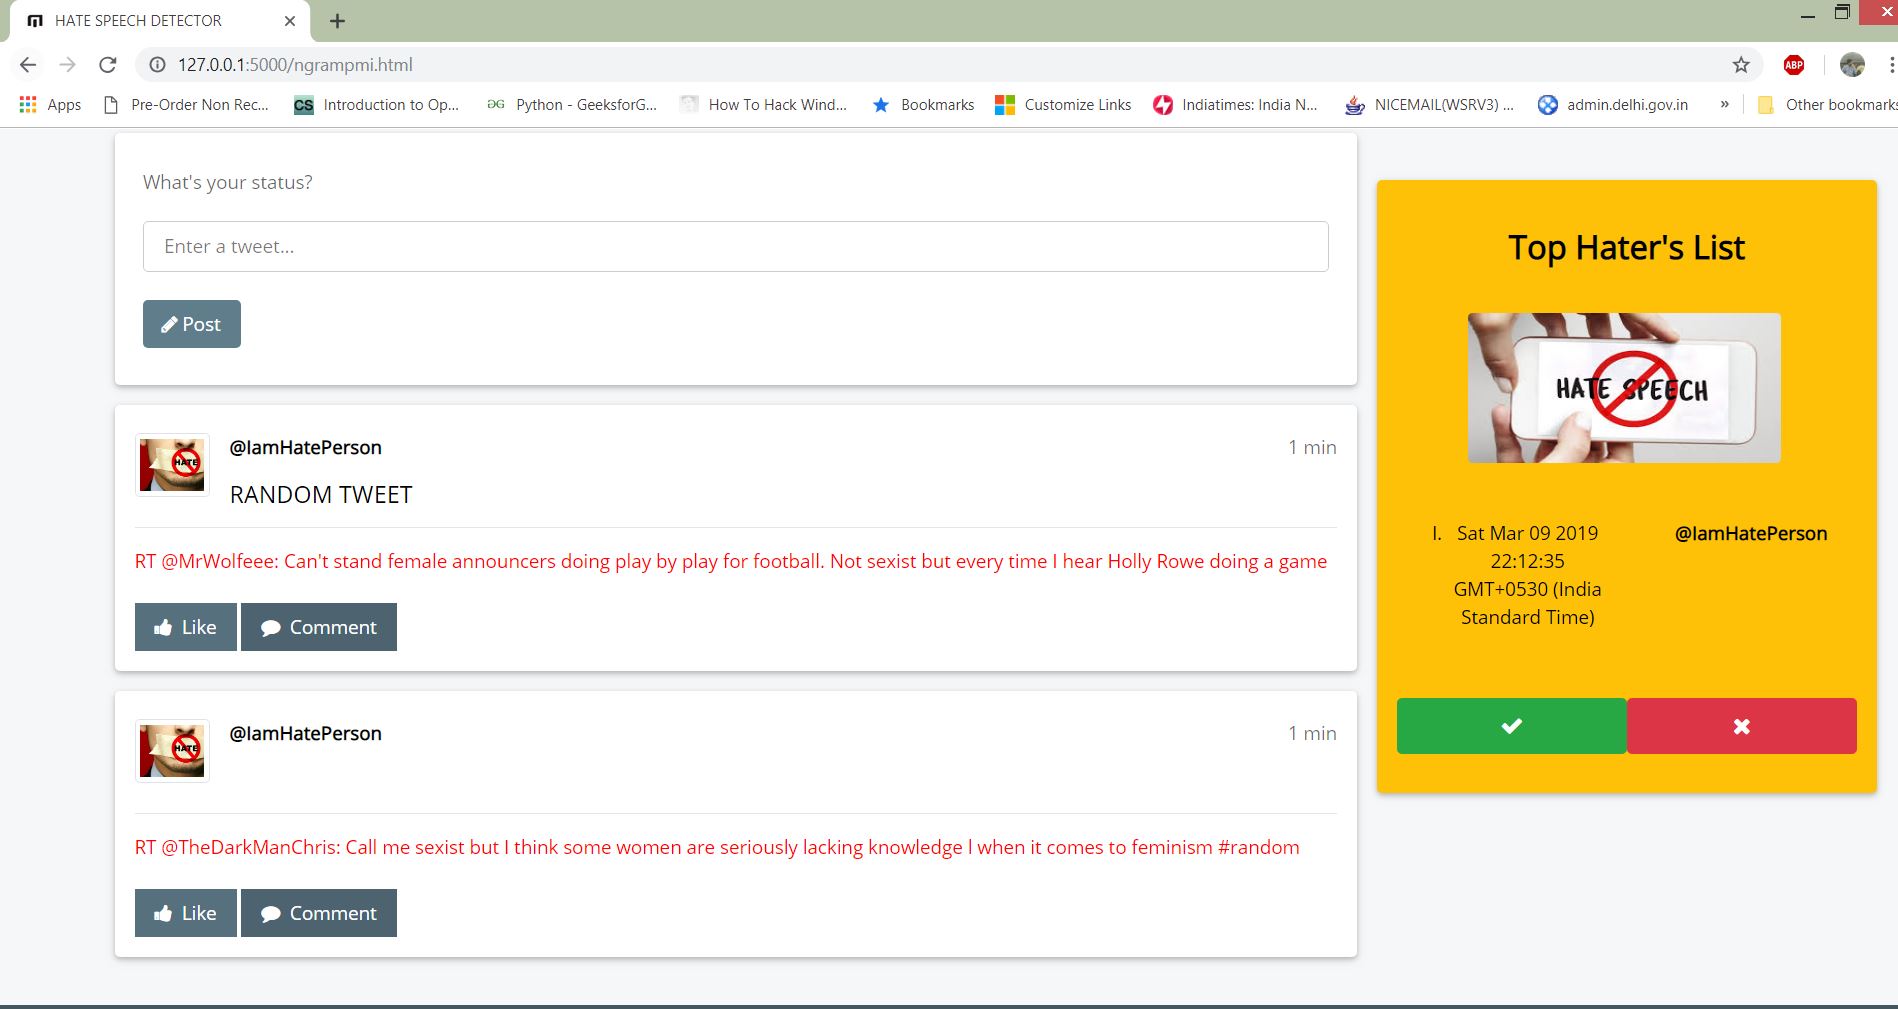 HATE SPEECH DETECTOR
127.0.0.1:5000/ngrampmi.html
ABP
Apps
Pre-Order Non Rec...
CS Introduction to Op...
GG Python - GeeksforG...
How To Hack Wind...
Bookmarks
Customize Links
Indiatimes: India N...
NICEMAIL(WSRV3) ...
admin.delhi.gov.in
»
Other bookmarks
What's your status?
Enter a tweet...
Post
@IamHatePerson
1 min
HATE
RANDOM TWEET
RT @MrWolfeee: Can't stand female announcers doing play by play for football. Not sexist but every time I hear Holly Rowe doing a game
Like
Comment
@IamHatePerson
1 min
HATE
RT @TheDarkManChris: Call me sexist but I think some women are seriously lacking knowledge l when it comes to feminism #random
Like
Comment
Top Hater's List
HATE SPEECH
I. Sat Mar 09 2019
22:12:35
GMT+0530 (India
Standard Time)
@IamHatePerson